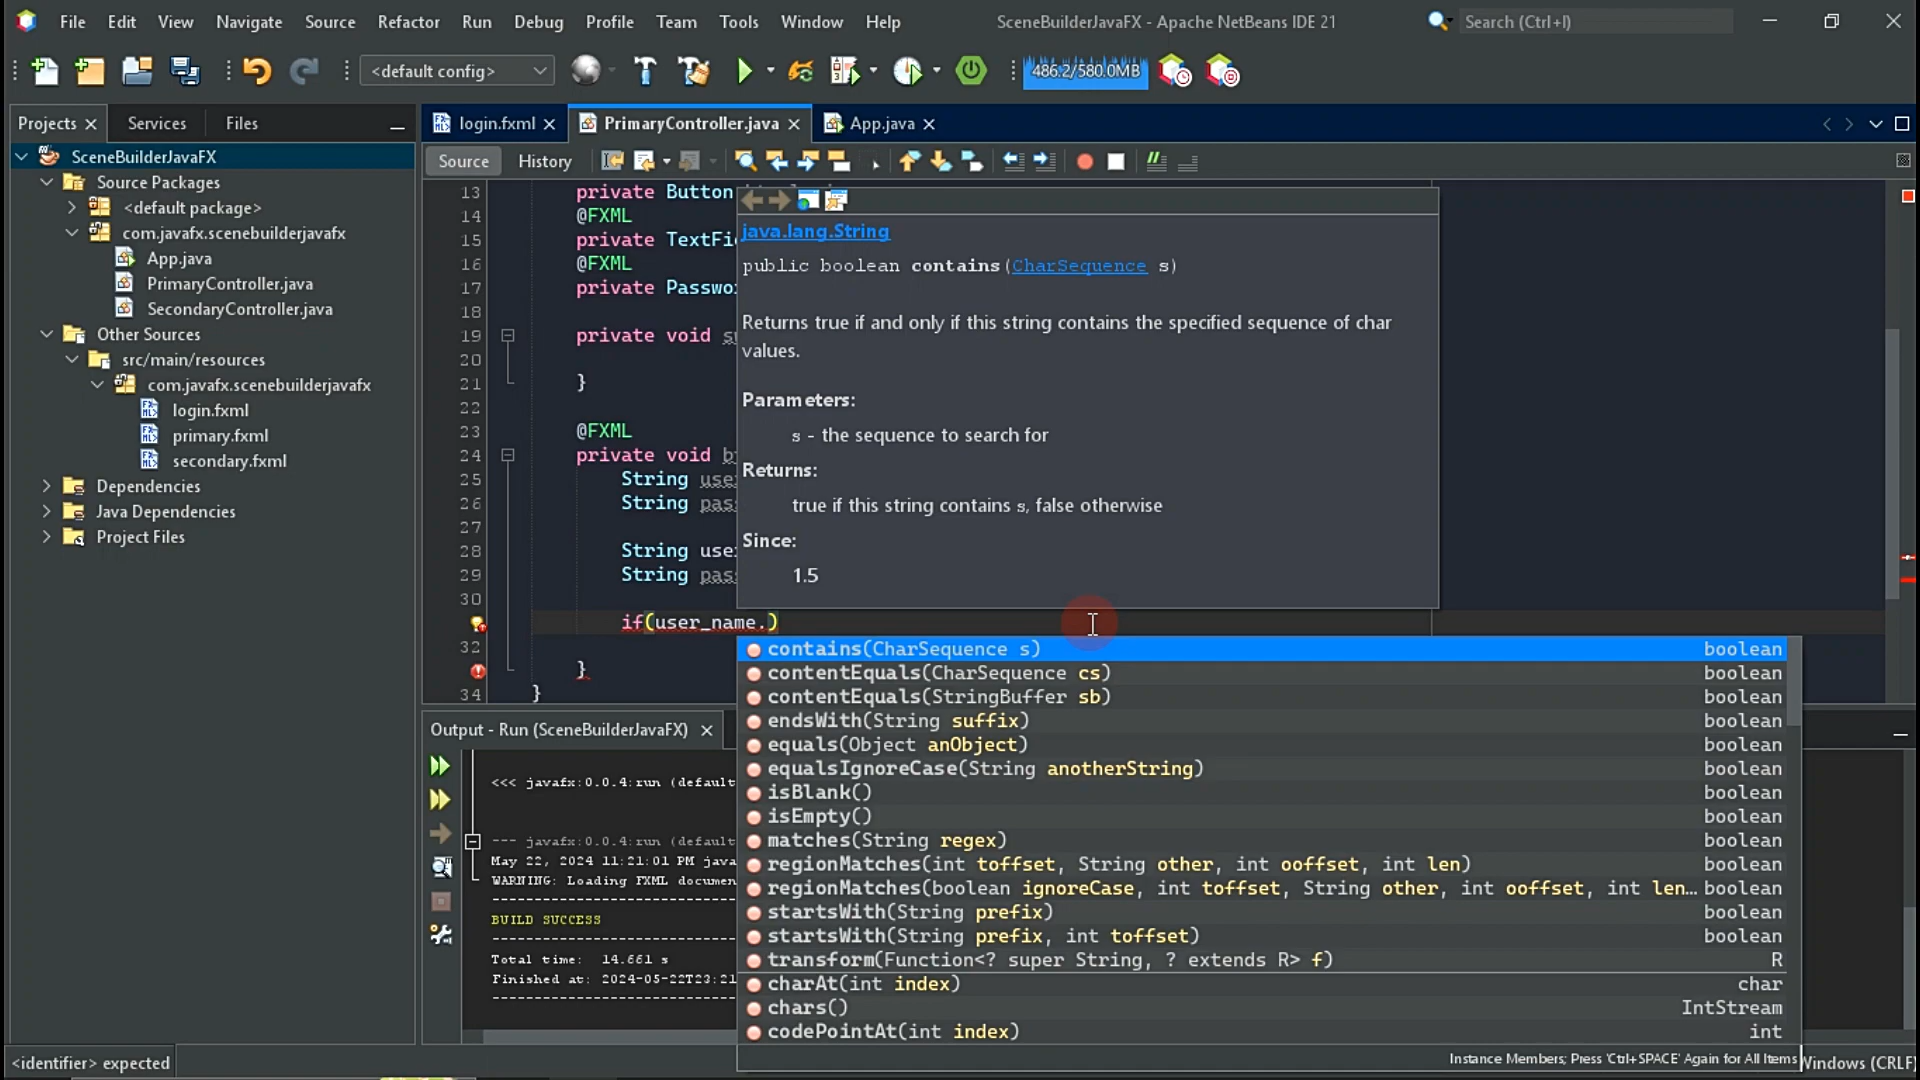 File Edit View Navigate Source Refactor Run Debug Profile Team Tools Window Help SceneBuilderJavaFX - Apache NetBeans IDE 21 Search (Ctrl+I)
<default config> 486.2/580.0MB
Projects Services Files
login.fxml PrimaryController.java App.java
SceneBuilderJavaFX
Source Packages
<default package>
com.javafx.scenebuilderjavafx
App.java
PrimaryController.java
SecondaryController.java
Other Sources
src/main/resources
com.javafx.scenebuilderjavafx
login.fxml
primary.fxml
secondary.fxml
Dependencies
Java Dependencies
Project Files
Source History
13 private Button
14 @FXML
15 private TextFie
16 @FXML
17 private Passwo
18
19 private void
20
21 }
22
23 @FXML
24 private void
25 String use
26 String pas
27
28 String use
29 String pas
30
if(user_name.)
32
}
34 }
java.lang.String
public boolean contains(CharSequence s)
Returns true if and only if this string contains the specified sequence of char
values.
Parameters:
s - the sequence to search for
Returns:
true if this string contains s, false otherwise
Since:
1.5
contains(CharSequence s) boolean
contentEquals(CharSequence cs) boolean
contentEquals(StringBuffer sb) boolean
endsWith(String suffix) boolean
equals(Object anObject) boolean
equalsIgnoreCase(String anotherString) boolean
isBlank() boolean
isEmpty() boolean
matches(String regex) boolean
regionMatches(int toffset, String other, int ooffset, int len) boolean
regionMatches(boolean ignoreCase, int toffset, String other, int ooffset, int len... boolean
startsWith(String prefix) boolean
startsWith(String prefix, int toffset) boolean
transform(Function<? super String, ? extends R> f) R
charAt(int index) char
chars() IntStream
codePointAt(int index) int
Instance Members; Press 'Ctrl+SPACE' Again for All Items
Output - Run (SceneBuilderJavaFX)
<<< javafx:0.0.4:run (default
--- javafx:0.0.4:run (default
May 22, 2024 11:21:01 PM java
WARNING: Loading FXML documen
BUILD SUCCESS
Total time: 14.661 s
Finished at: 2024-05-22T23:21
<identifier> expected
Windows (CRLF